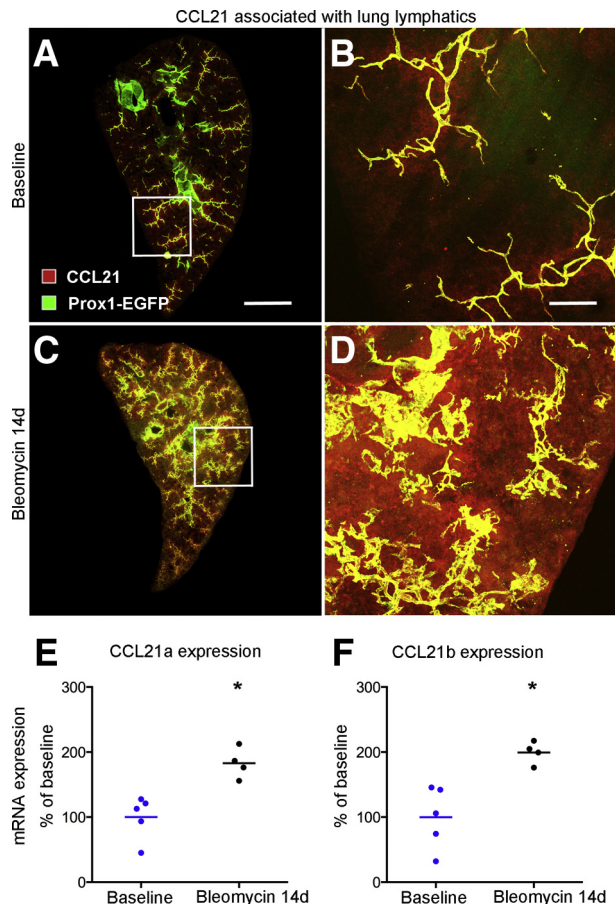 CCL21 associated with lung lymphatics
A
B
Baseline
CCL21
Prox1-EGFP
C
D
Bleomycin 14d
E
CCL21a expression
F
CCL21b expression
mRNA expression
% of baseline
300
200
100
0
*
Baseline
Bleomycin 14d
% of baseline
300
200
100
0
*
Baseline
Bleomycin 14d